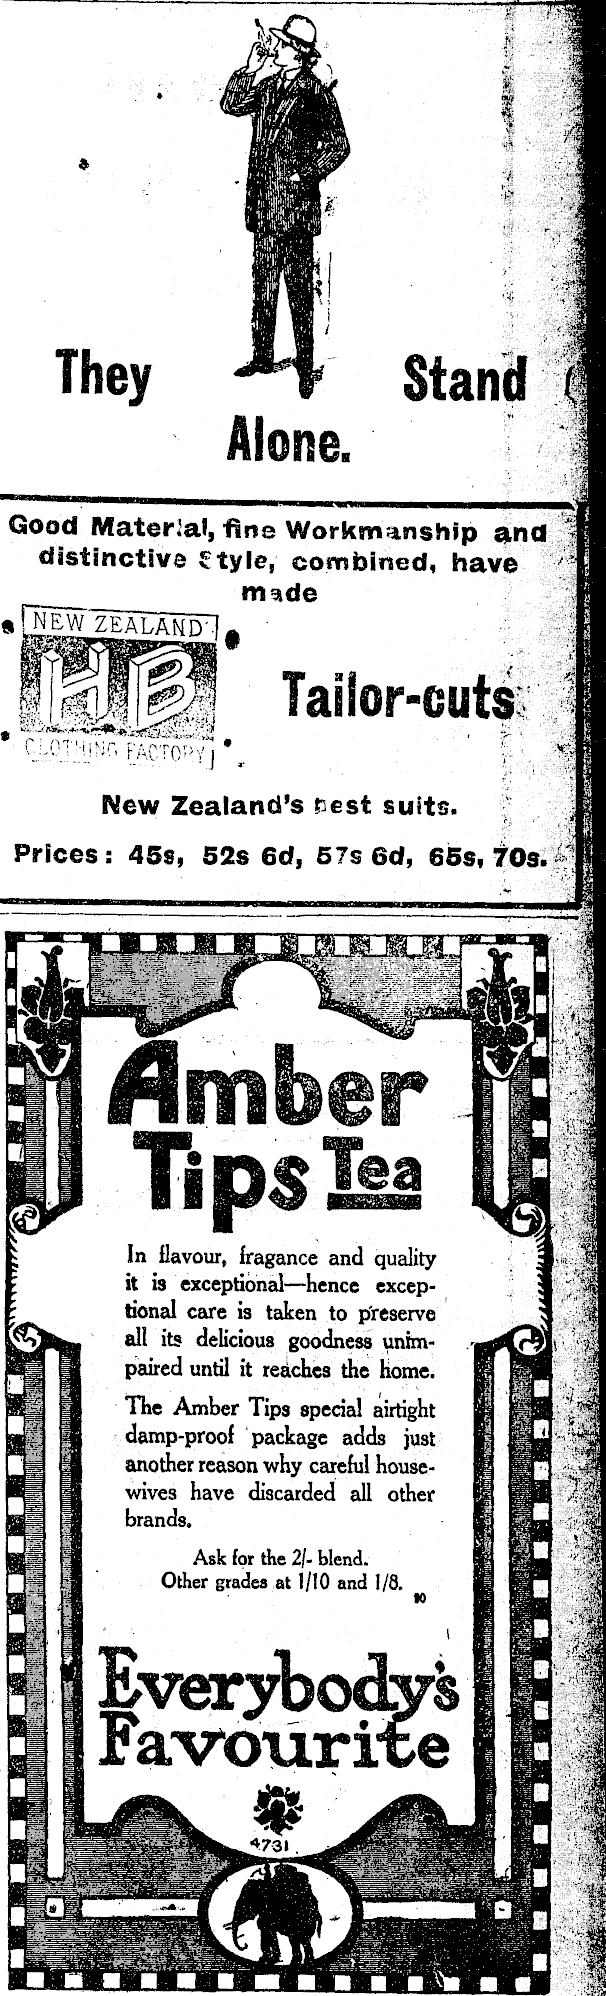 They Stand
Alone.
Good Material, fine Workmanship and
distinctive Style, combined, have
made
NEW ZEALAND
HB
CLOTHING FACTORY
Tailor-cuts
New Zealand's best suits.
Prices: 45s, 52s 6d, 57s 6d, 65s, 70s.
Amber
Tips Tea
In flavour, fragance and quality
it is exceptional—hence excep-
tional care is taken to preserve
all its delicious goodness unim-
paired until it reaches the home.
The Amber Tips special airtight
damp-proof package adds just
another reason why careful house-
wives have discarded all other
brands.
Ask for the 2/- blend.
Other grades at 1/10 and 1/8.
Everybody's
Favourite
4731